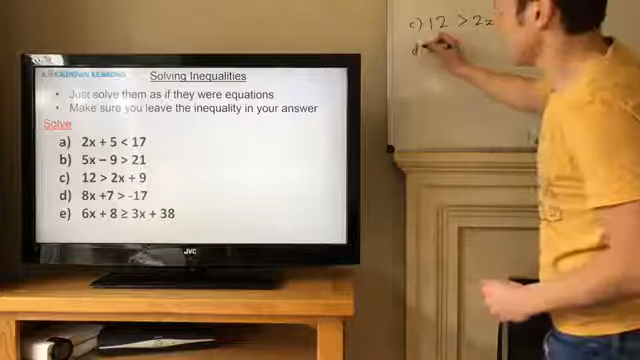 Solving Inequalities
• Just solve them as if they were equations
• Make sure you leave the inequality in your answer
Solve
a) 2x + 5 < 17
b) 5x – 9 > 21
c) 12 > 2x + 9
d) 8x +7 > -17
e) 6x + 8 ≥ 3x + 38
JVC
c) 12 > 2x
d